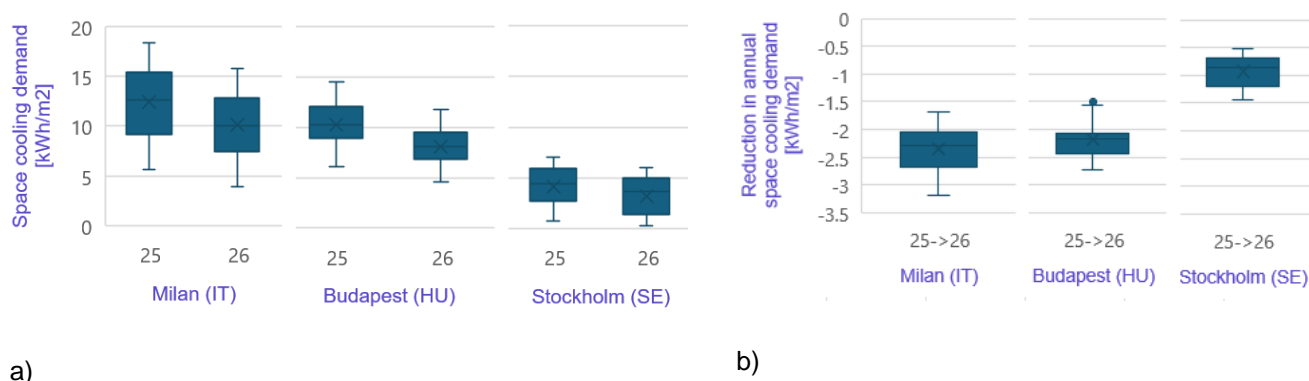 Space cooling demand
[kWh/m2]
20
15
10
5
0
25
26
25
26
25
26
Milan (IT)
Budapest (HU)
Stockholm (SE)
a)
Reduction in annual
space cooling demand
[kWh/m2]
0
-0.5
-1
-1.5
-2
-2.5
-3
-3.5
25->26
25->26
25->26
Milan (IT)
Budapest (HU)
Stockholm (SE)
b)